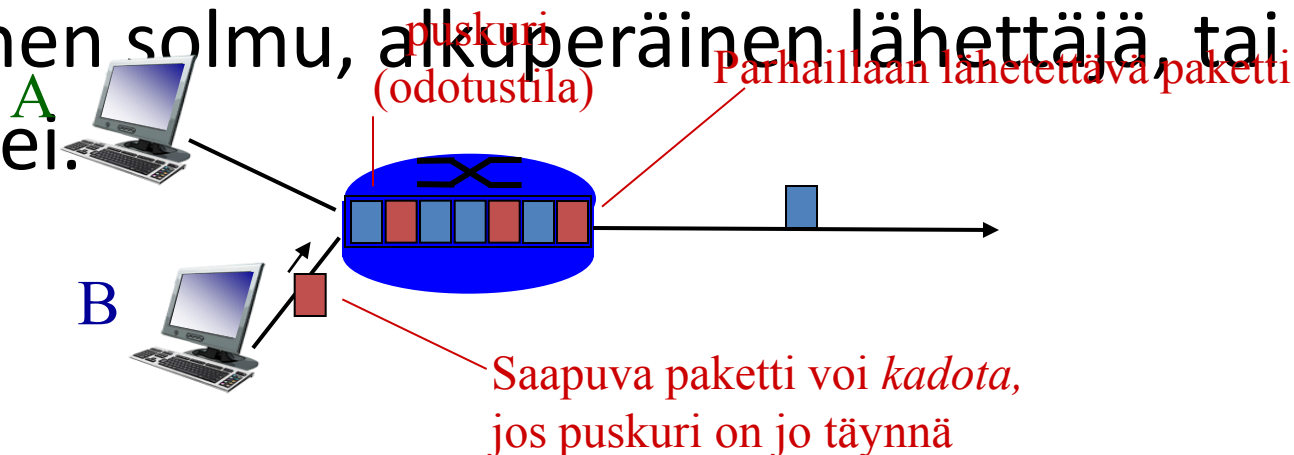 nen solmu, alkuperäinen lähettäjä, tai
ei.
puskuri
(odotustila)
Parhaillaan lähetettävä paketti
A
B
Saapuva paketti voi kadota,
jos puskuri on jo täynnä